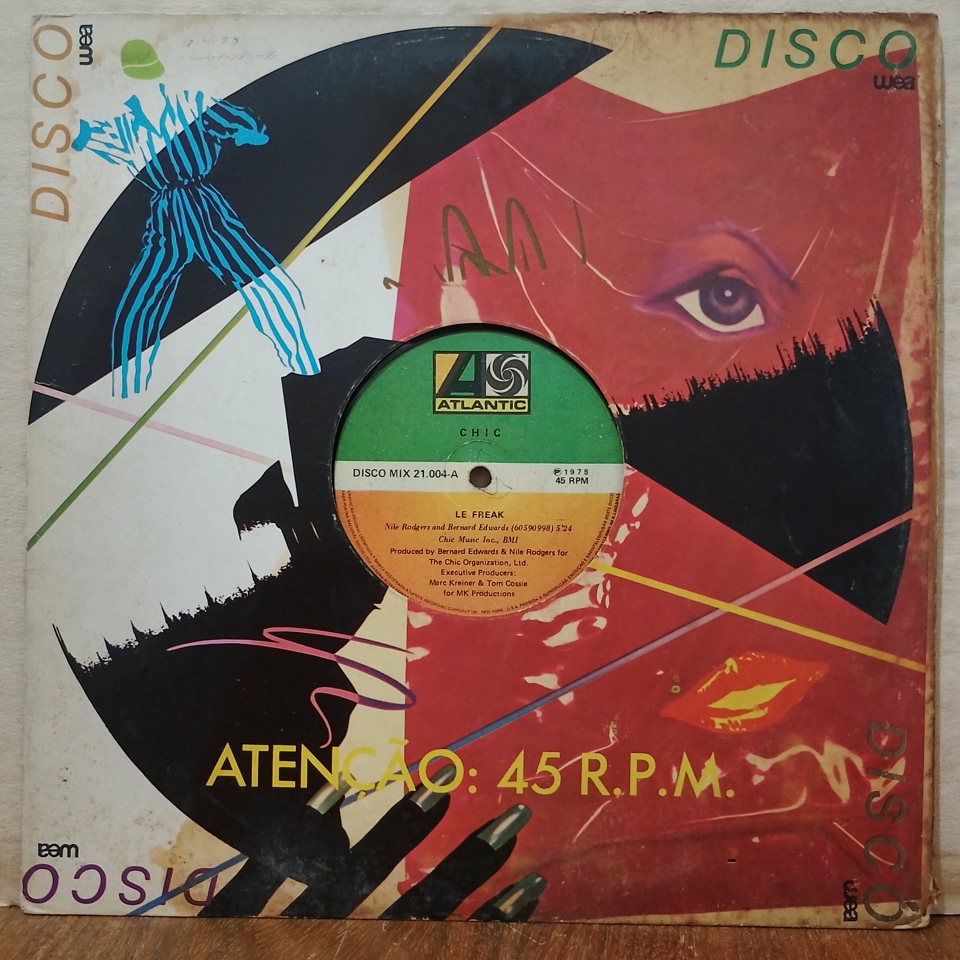 DISCO
wea
DISCO
wea
ATLANTIC
CHIC
DISCO MIX 21.004-A
℗ 1978
45 RPM
LE FREAK
Nile Rodgers and Bernard Edwards (60590998) 5'24
Chic Music Inc., BMI
Produced by Bernard Edwards & Nile Rodgers for
The Chic Organization, Ltd.
Executive Producers:
Marc Kreiner & Tom Cossie
for MK Productions
ATENÇÃO: 45 R.P.M.
DISCO
wea
wea
DISCO